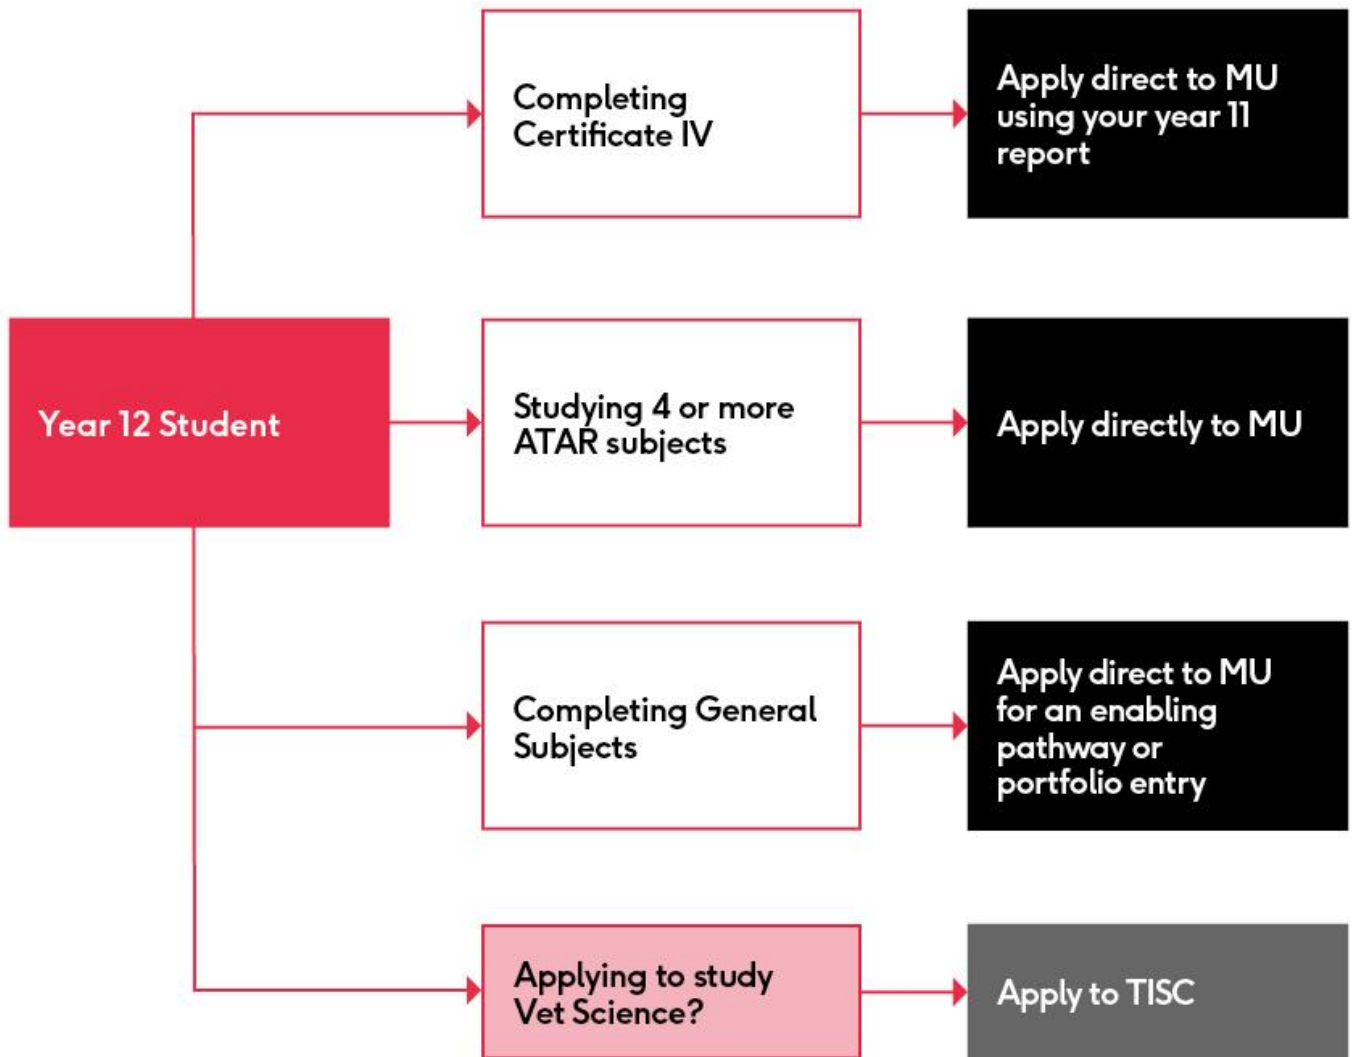 Completing
Certificate IV
Apply direct to MU
using your year 11
report
Year 12 Student
Studying 4 or more
ATAR subjects
Apply directly to MU
Completing General
Subjects
Apply direct to MU
for an enabling
pathway or
portfolio entry
Applying to study
Vet Science?
Apply to TISC